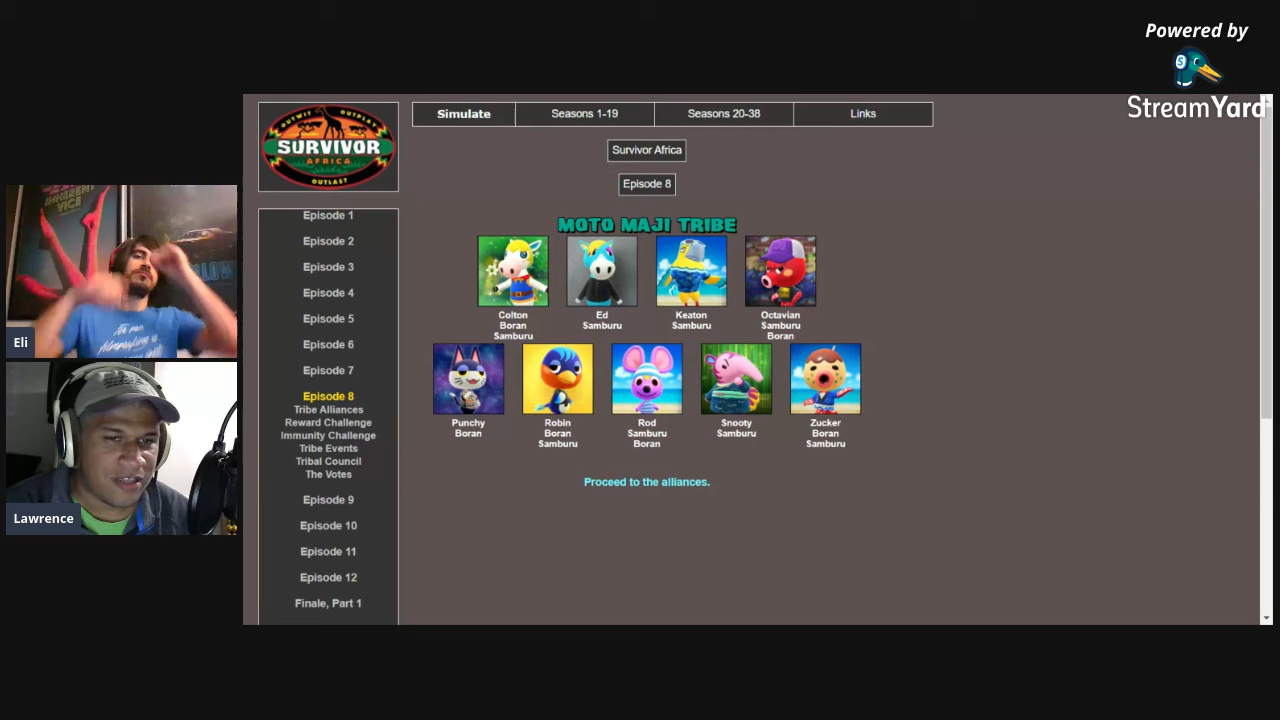 Powered by
StreamYard
OUTWIT OUTPLAY
SURVIVOR
AFRICA
OUTLAST
Simulate
Seasons 1-19
Seasons 20-38
Links
Survivor Africa
Episode 8
Episode 1
Episode 2
Episode 3
Episode 4
Episode 5
Episode 6
Episode 7
Episode 8
Tribe Alliances
Reward Challenge
Immunity Challenge
Tribe Events
Tribal Council
The Votes
Episode 9
Episode 10
Episode 11
Episode 12
Finale, Part 1
MOTO MAJI TRIBE
Colton
Boran
Samburu
Ed
Samburu
Keaton
Samburu
Octavian
Samburu
Boran
Punchy
Boran
Robin
Boran
Samburu
Rod
Samburu
Boran
Snooty
Samburu
Zucker
Boran
Samburu
Proceed to the alliances.
INHERENT
VICE
Eli
Lawrence